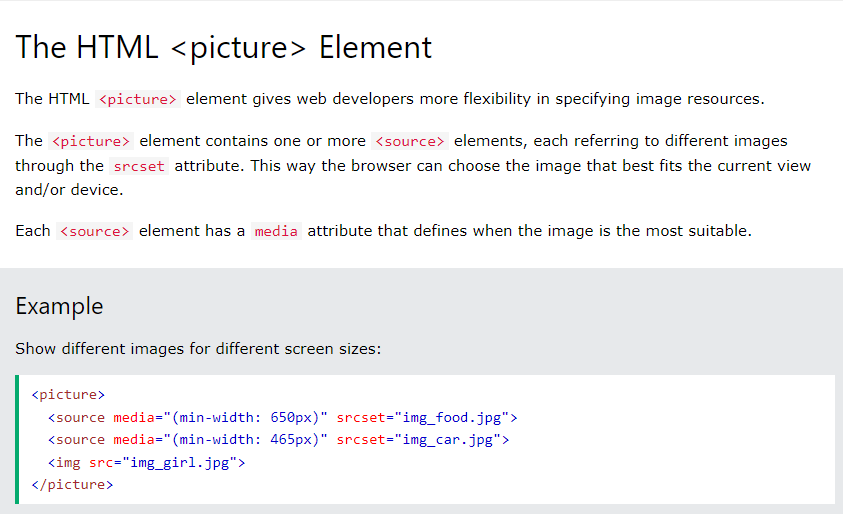 The HTML <picture> Element
The HTML <picture> element gives web developers more flexibility in specifying image resources.
The <picture> element contains one or more <source> elements, each referring to different images
through the srcset attribute. This way the browser can choose the image that best fits the current view
and/or device.
Each <source> element has a media attribute that defines when the image is the most suitable.
Example
Show different images for different screen sizes:
<picture>
  <source media="(min-width: 650px)" srcset="img_food.jpg">
  <source media="(min-width: 465px)" srcset="img_car.jpg">
  <img src="img_girl.jpg">
</picture>